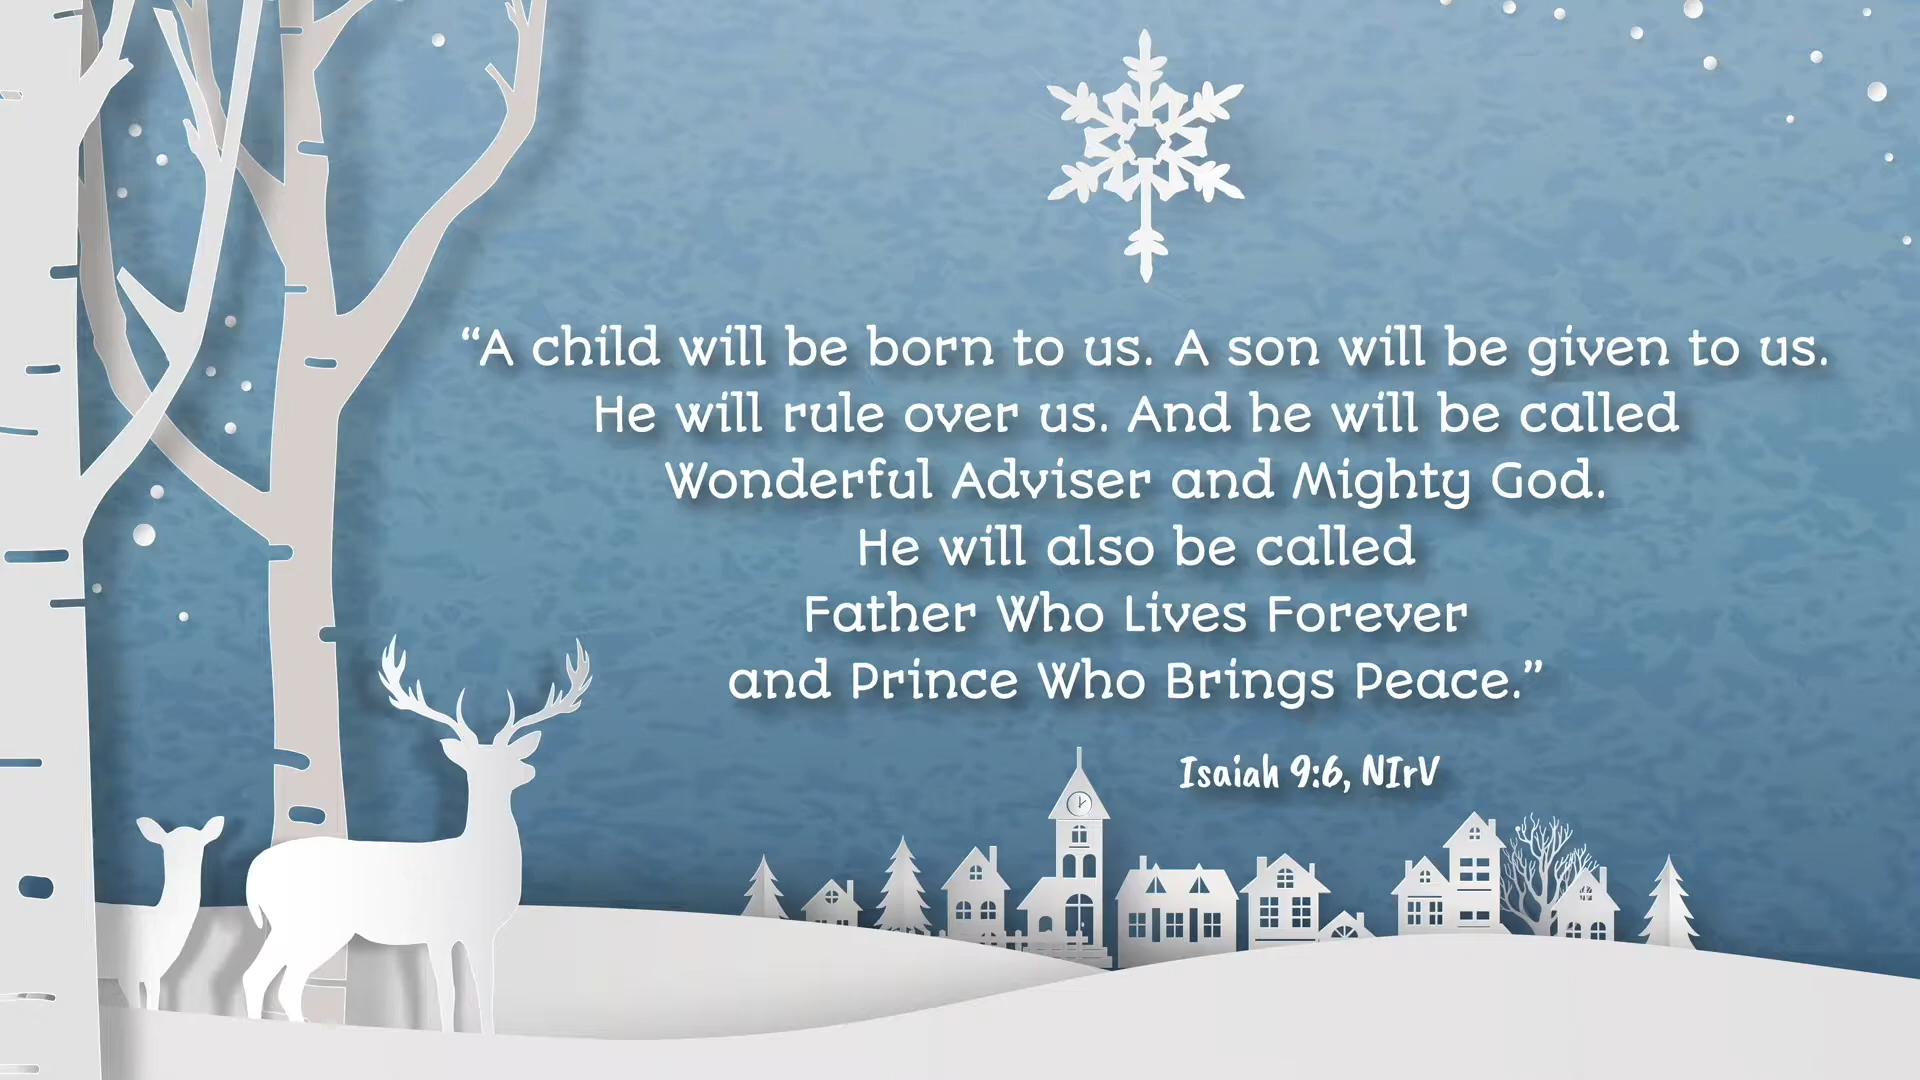 “A child will be born to us. A son will be given to us.
He will rule over us. And he will be called
Wonderful Adviser and Mighty God.
He will also be called
Father Who Lives Forever
and Prince Who Brings Peace.”
Isaiah 9:6, NIrV